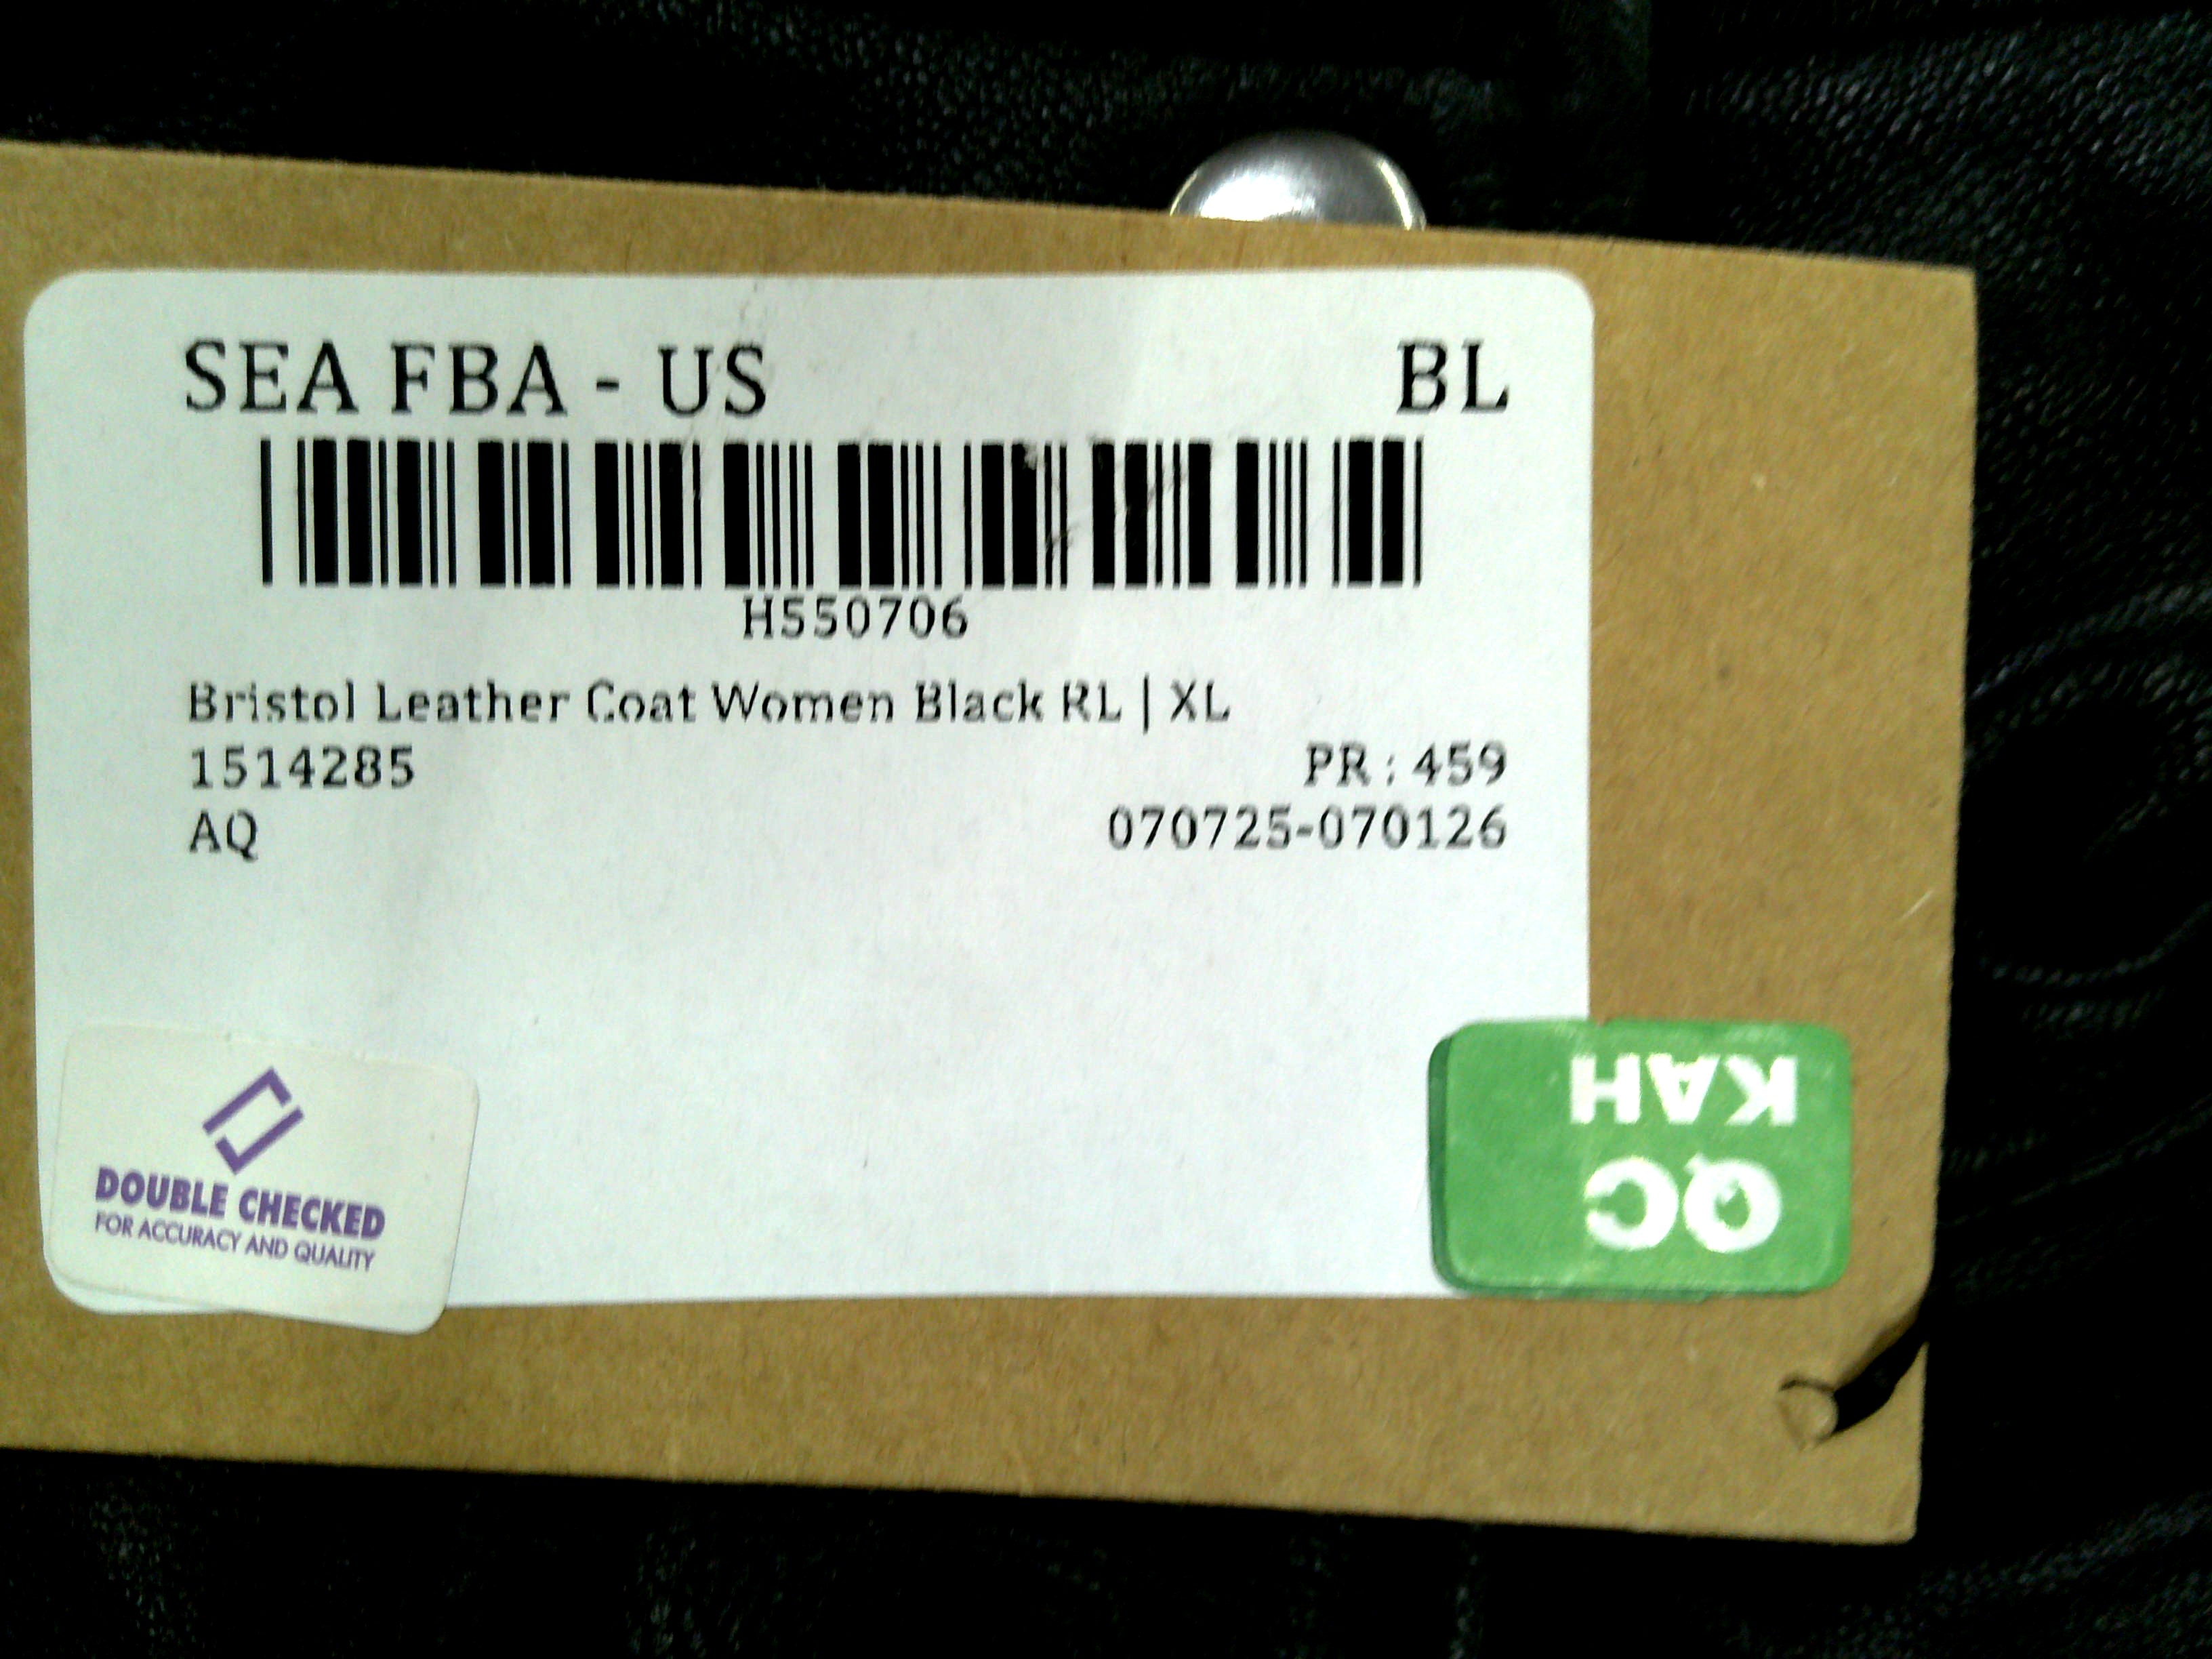 SEA FBA - US BL
H550706
Bristol Leather Coat Women Black RL | XL
1514285 PR : 459
AQ 070725-070126
DOUBLE CHECKED
FOR ACCURACY AND QUALITY
QC
KAH